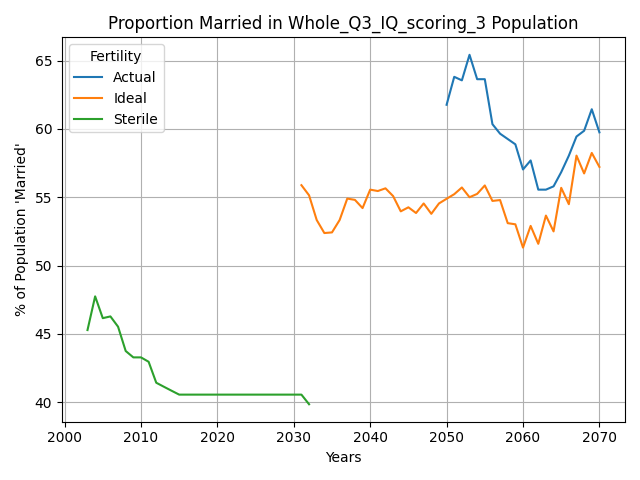 Proportion Married in Whole_Q3_IQ_scoring_3 Population
Fertility
Actual
Ideal
Sterile
% of Population 'Married'
65
60
55
50
45
40
2000
2010
2020
2030
2040
2050
2060
2070
Years